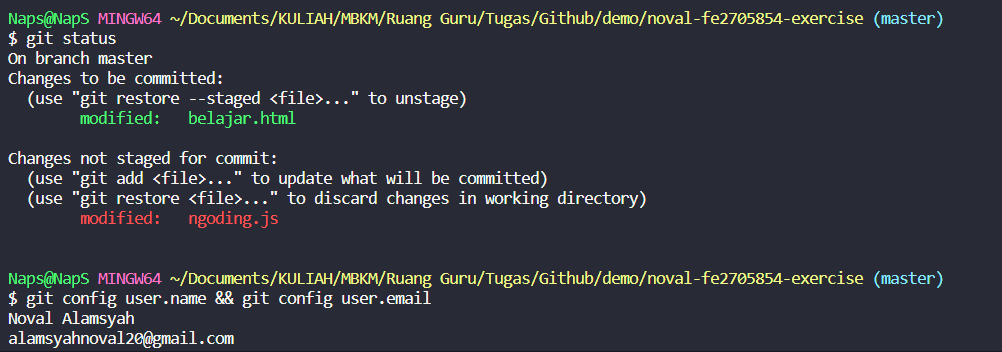 Naps@NapS MINGW64 ~/Documents/KULIAH/MBKM/Ruang Guru/Tugas/Github/demo/noval-fe2705854-exercise (master)
$ git status
On branch master
Changes to be committed:
  (use "git restore --staged <file>..." to unstage)
        modified:   belajar.html

Changes not staged for commit:
  (use "git add <file>..." to update what will be committed)
  (use "git restore <file>..." to discard changes in working directory)
        modified:   ngoding.js

Naps@NapS MINGW64 ~/Documents/KULIAH/MBKM/Ruang Guru/Tugas/Github/demo/noval-fe2705854-exercise (master)
$ git config user.name && git config user.email
Noval Alamsyah
alamsyahnoval20@gmail.com